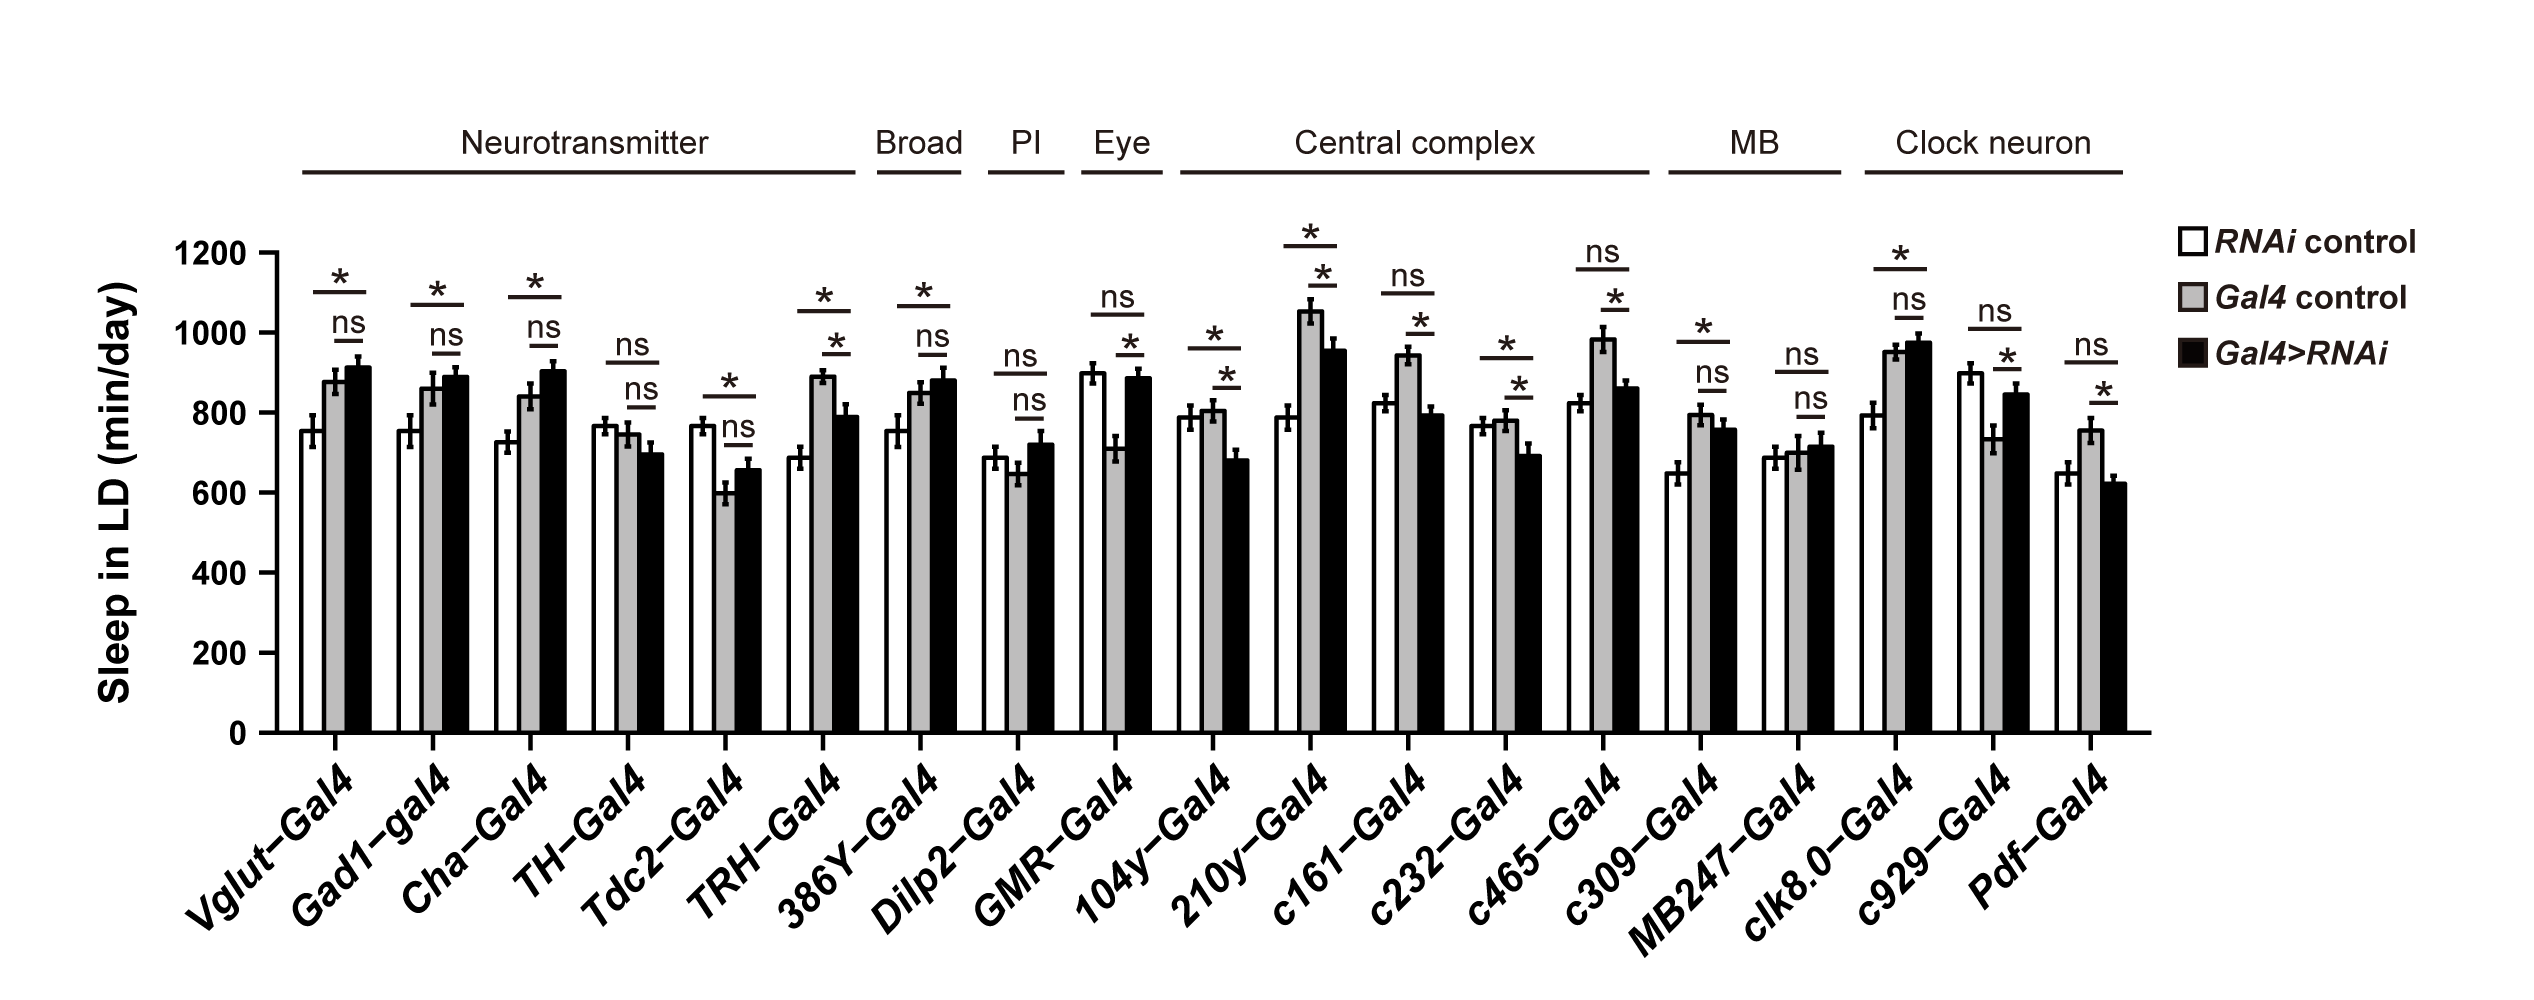 Neurotransmitter Broad PI Eye Central complex MB Clock neuron
RNAi control
Gal4 control
Gal4>RNAi
Sleep in LD (min/day)
1200
1000
800
600
400
200
0
* ns
* ns
* ns
ns ns
* ns
* *
* ns
ns ns
ns *
* *
* *
ns *
* *
ns *
* ns
ns ns
* ns
ns *
ns *
Vglut–Gal4
Gad1–gal4
Cha–Gal4
TH–Gal4
Tdc2–Gal4
TRH–Gal4
386Y–Gal4
Dilp2–Gal4
GMR–Gal4
104y–Gal4
210y–Gal4
c161–Gal4
c232–Gal4
c465–Gal4
c309–Gal4
MB247–Gal4
clk8.0–Gal4
c929–Gal4
Pdf–Gal4